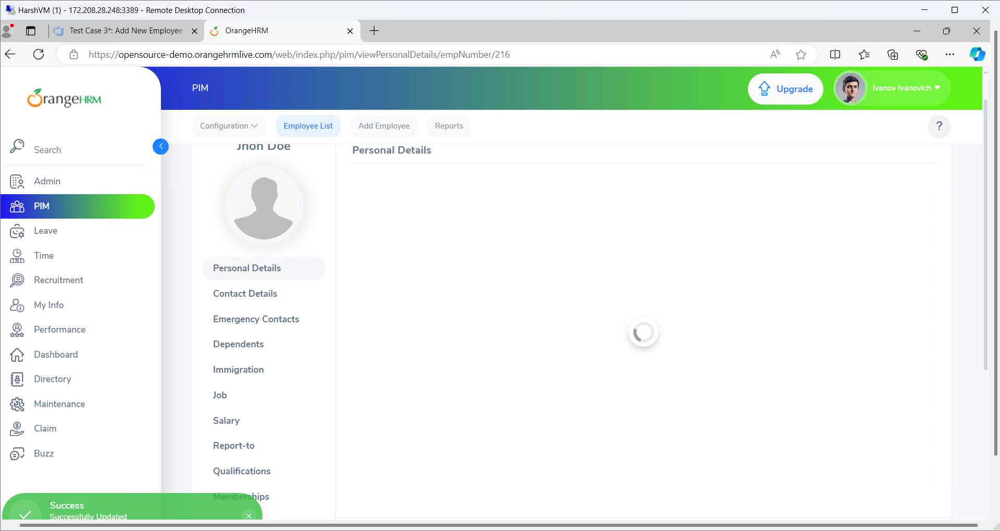 HarshVM (1) - 172.208.28.248:3389 - Remote Desktop Connection
Test Case 3*: Add New Employee
OrangeHRM
https://opensource-demo.orangehrmlive.com/web/index.php/pim/viewPersonalDetails/empNumber/216
OrangeHRM
PIM
Upgrade
Ivanov Ivanovich
Configuration
Employee List
Add Employee
Reports
?
Search
Admin
PIM
Leave
Time
Recruitment
My Info
Performance
Dashboard
Directory
Maintenance
Claim
Buzz
Jhon Doe
Personal Details
Contact Details
Emergency Contacts
Dependents
Immigration
Job
Salary
Report-to
Qualifications
Memberships
Personal Details
Success
Successfully Updated